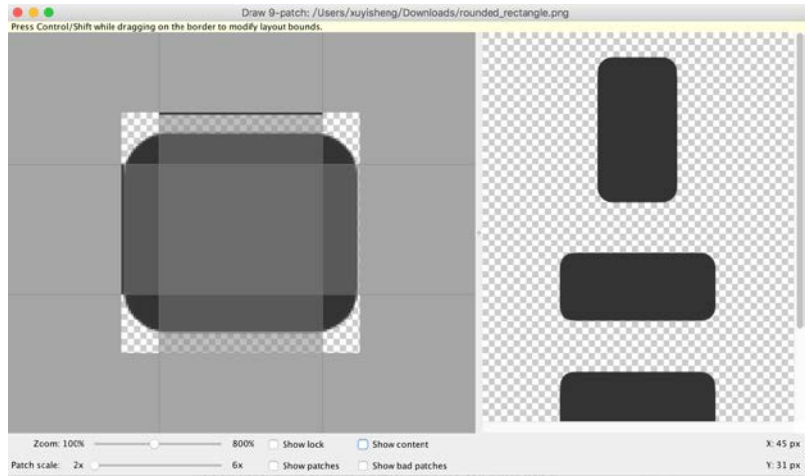 Draw 9-patch: /Users/xuyisheng/Downloads/rounded_rectangle.png
Press Control/Shift while dragging on the border to modify layout bounds.
Zoom: 100% 800% Show lock Show content X: 45 px
Patch scale: 2x 6x Show patches Show bad patches Y: 31 px